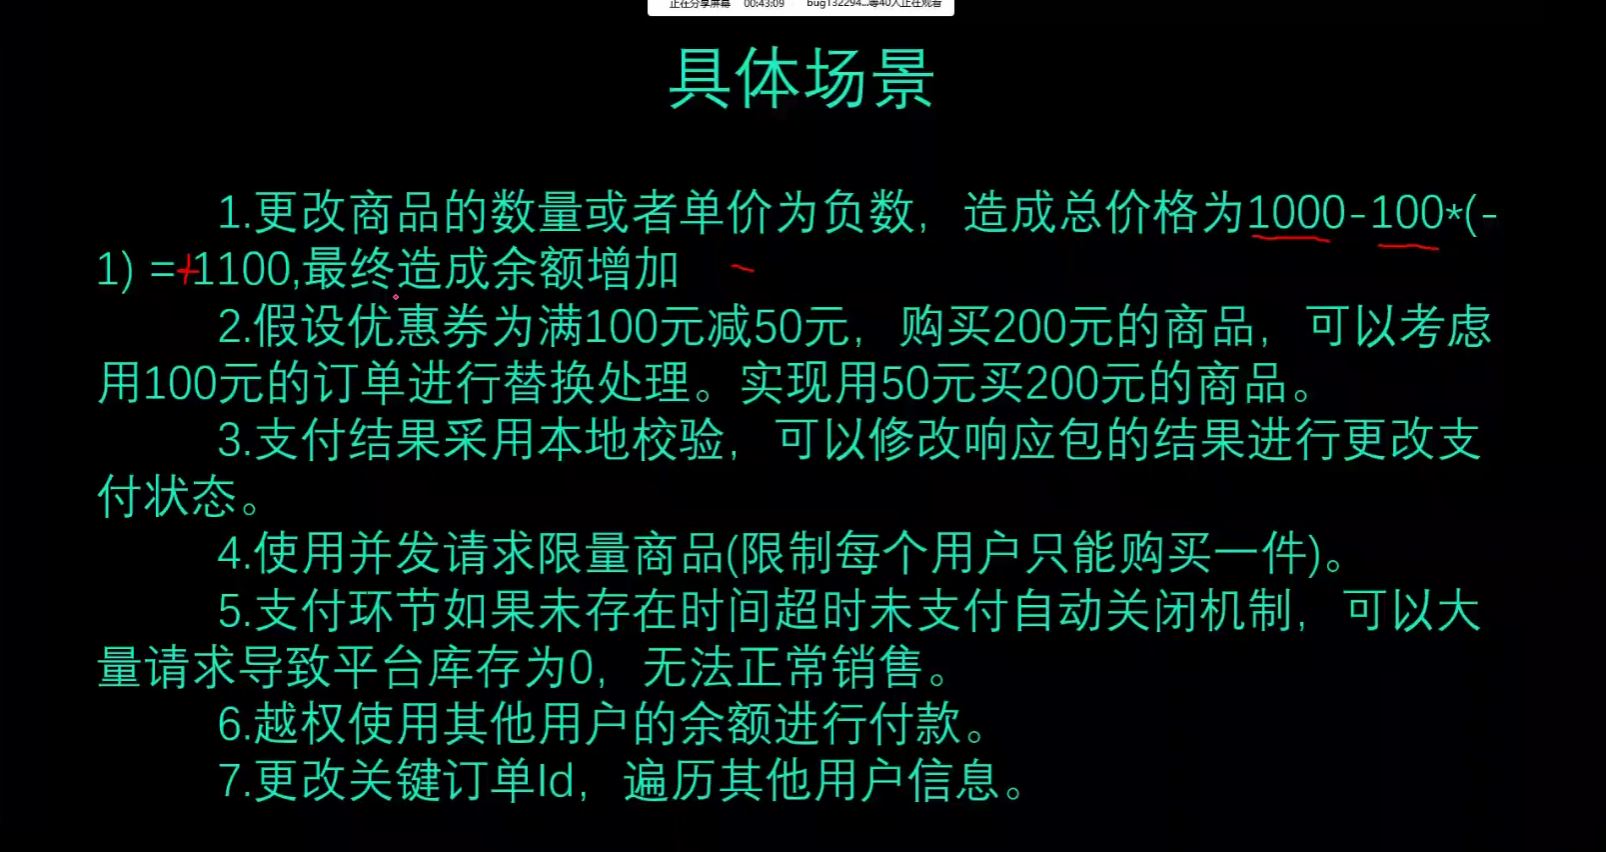 正在分享屏幕 00:43:09 bug132294...等40人正在观看
具体场景
1.更改商品的数量或者单价为负数，造成总价格为1000-100*(-
1) =+1100,最终造成余额增加
2.假设优惠券为满100元减50元，购买200元的商品，可以考虑
用100元的订单进行替换处理。实现用50元买200元的商品。
3.支付结果采用本地校验，可以修改响应包的结果进行更改支
付状态。
4.使用并发请求限量商品(限制每个用户只能购买一件)。
5.支付环节如果未存在时间超时未支付自动关闭机制，可以大
量请求导致平台库存为0，无法正常销售。
6.越权使用其他用户的余额进行付款。
7.更改关键订单Id，遍历其他用户信息。